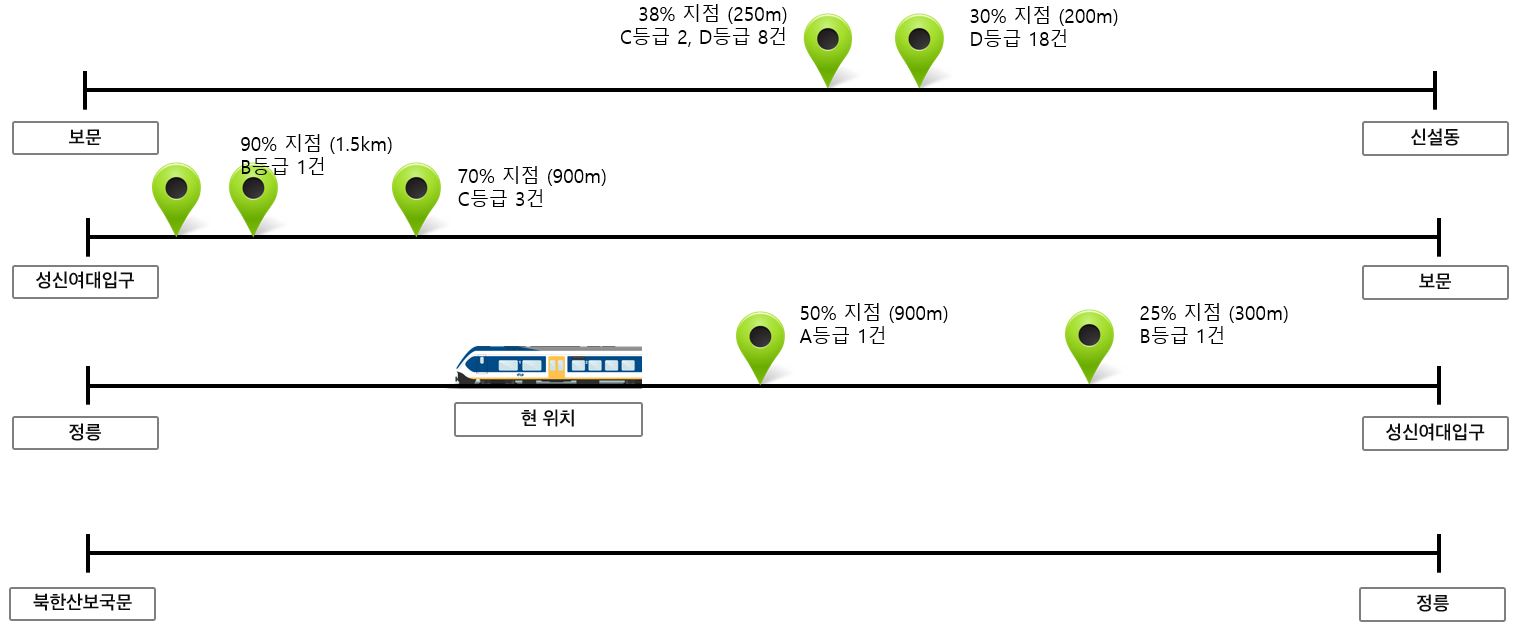 38% 지점 (250m)
C등급 2, D등급 8건
30% 지점 (200m)
D등급 18건
보문
신설동
90% 지점 (1.5km)
B등급 1건
70% 지점 (900m)
C등급 3건
성신여대입구
보문
50% 지점 (900m)
A등급 1건
25% 지점 (300m)
B등급 1건
현 위치
정릉
성신여대입구
북한산보국문
정릉